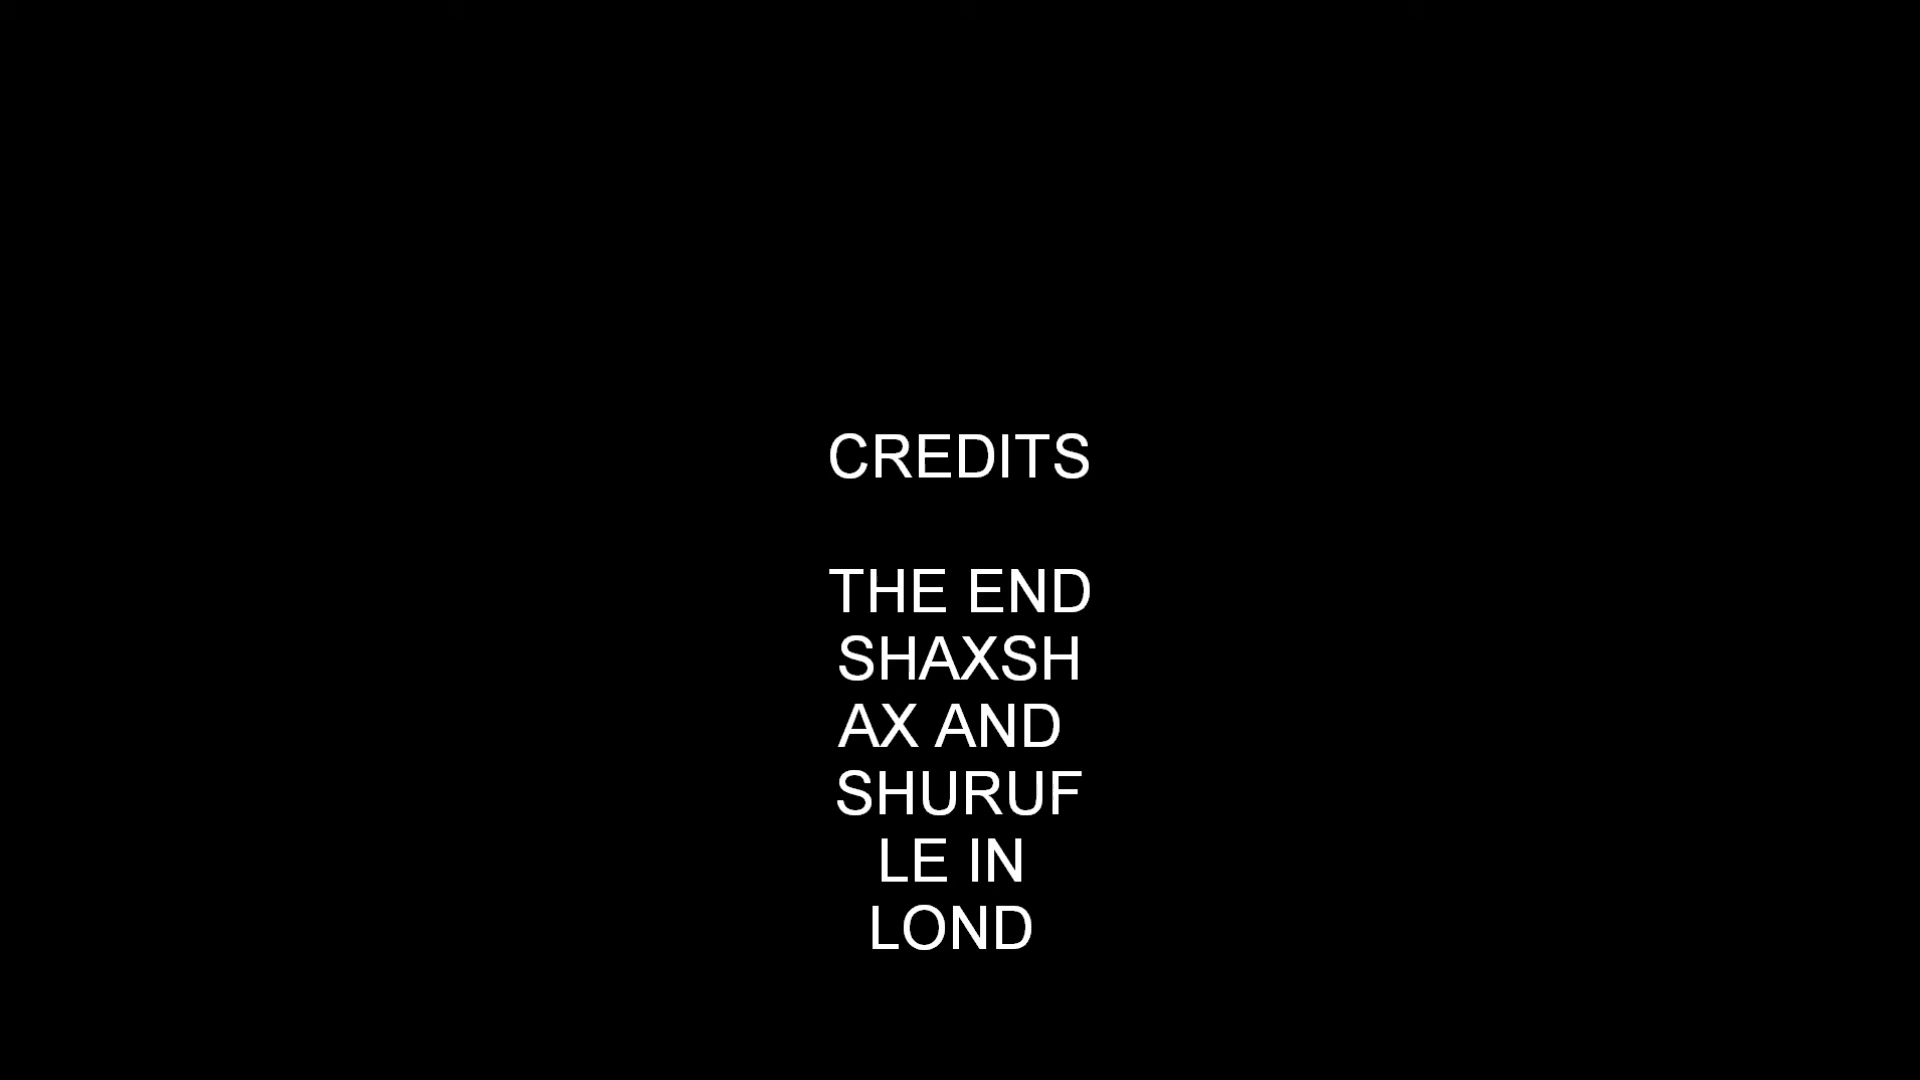 CREDITS
THE END
SHAXSH
AX AND
SHURUF
LE IN
LOND